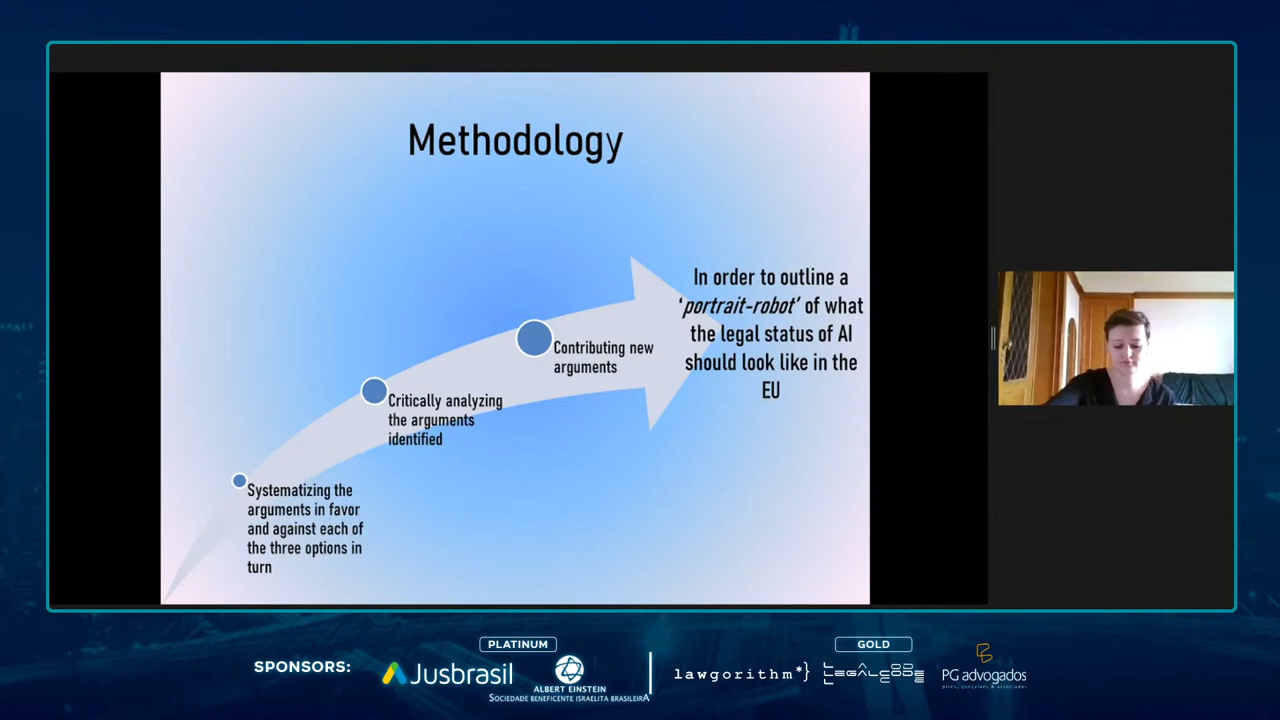 Methodology
In order to outline a
‘portrait-robot’ of what
the legal status of AI
should look like in the
EU
Contributing new
arguments
Critically analyzing
the arguments
identified
Systematizing the
arguments in favor
and against each of
the three options in
turn
SPONSORS:
PLATINUM
Jusbrasil
ALBERT EINSTEIN
SOCIEDADE BENEFICENTE ISRAELITA BRASILEIRA
GOLD
lawgorithm*}
LEGALCODE
PG advogados